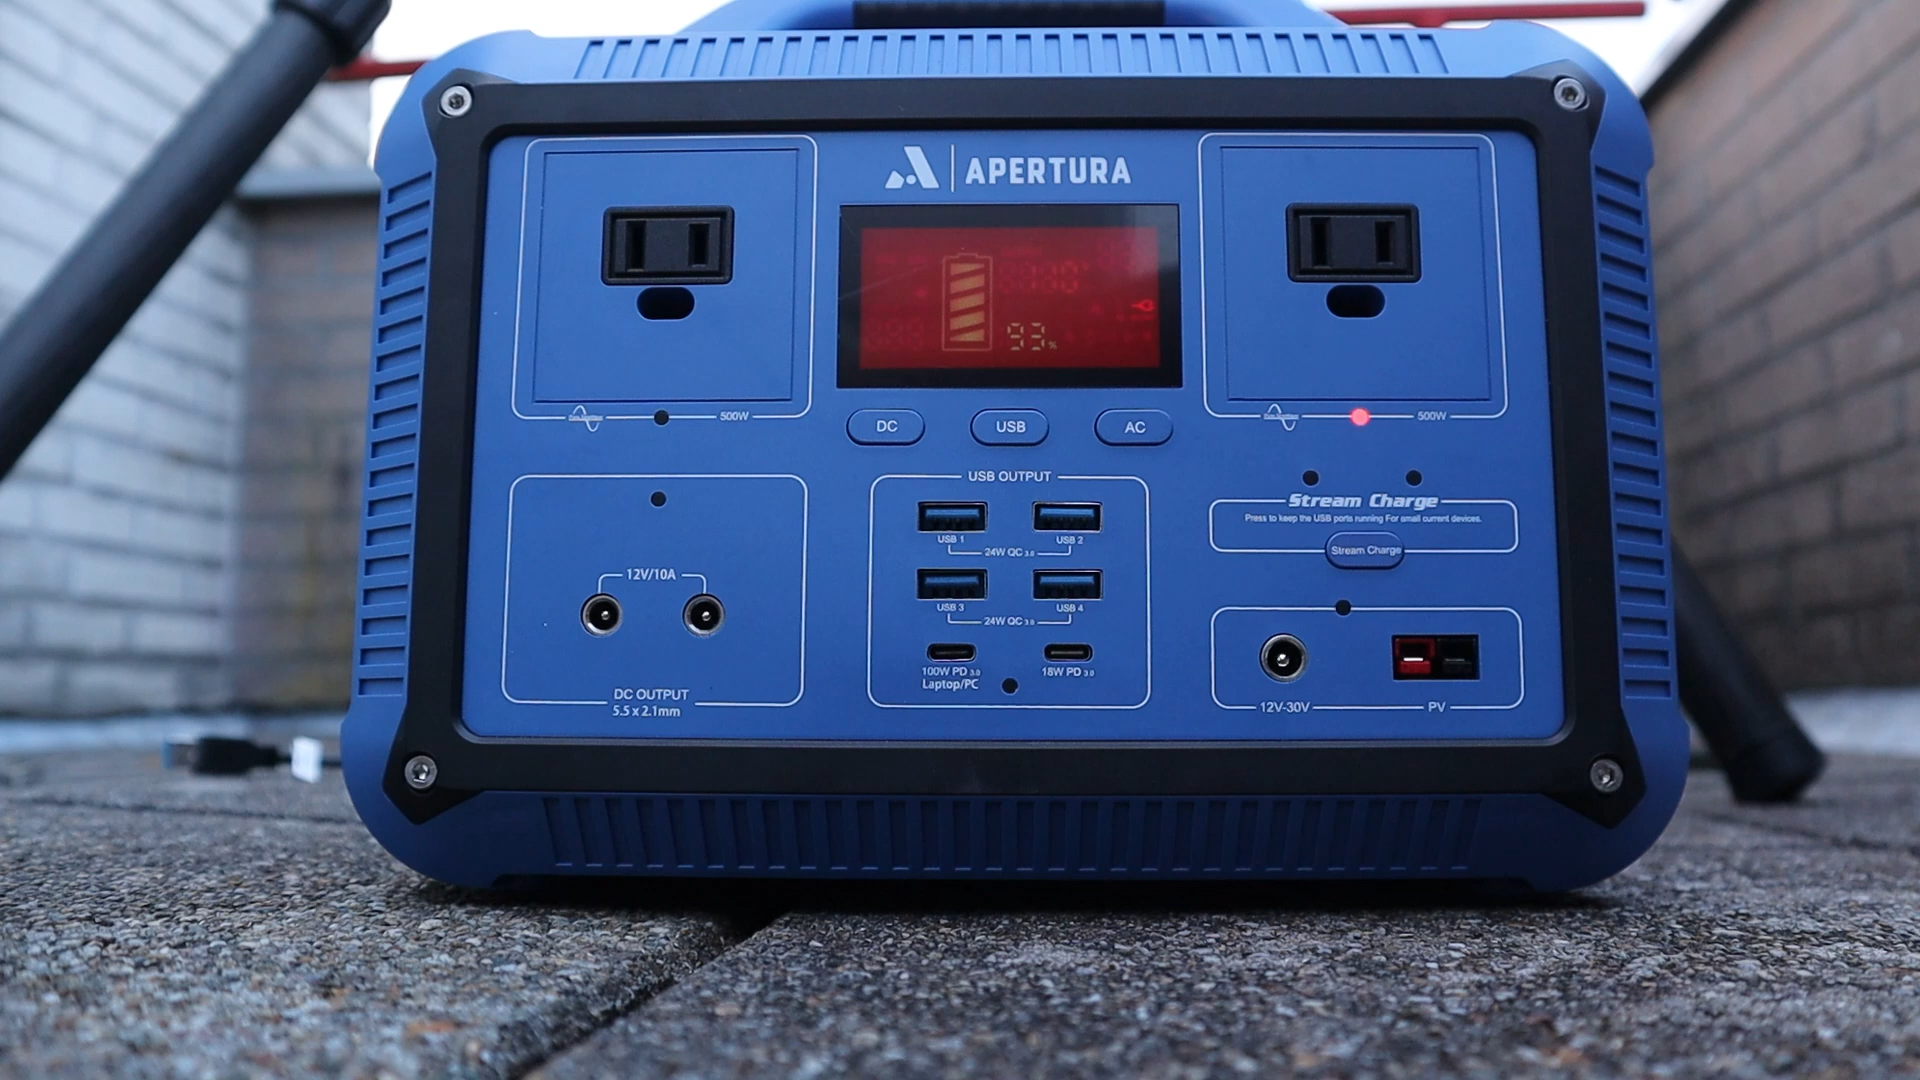 APERTURA
93%
500W
500W
DC
USB
AC
USB OUTPUT
USB 1
USB 2
24W QC 3.0
USB 3
USB 4
24W QC 3.0
100W PD 3.0
Laptop/PC
18W PD 3.0
12V/10A
DC OUTPUT
5.5 x 2.1mm
Stream Charge
Press to keep the USB ports running For small current devices.
Stream Charge
12V-30V
PV